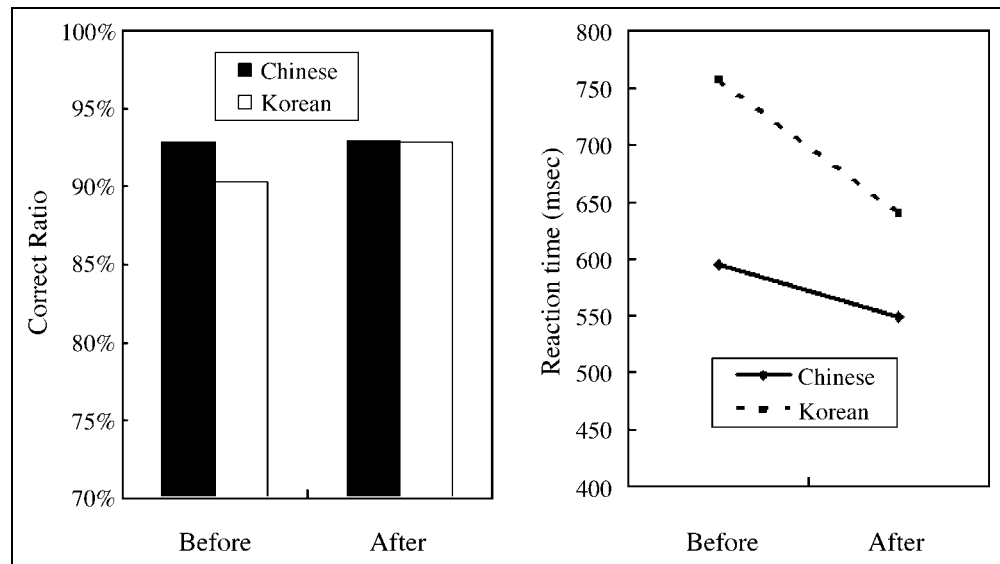 100%
95%
90%
85%
80%
75%
70%
Correct Ratio
Chinese
Korean
Before After
800
750
700
650
600
550
500
450
400
Reaction time (msec)
Chinese
Korean
Before After